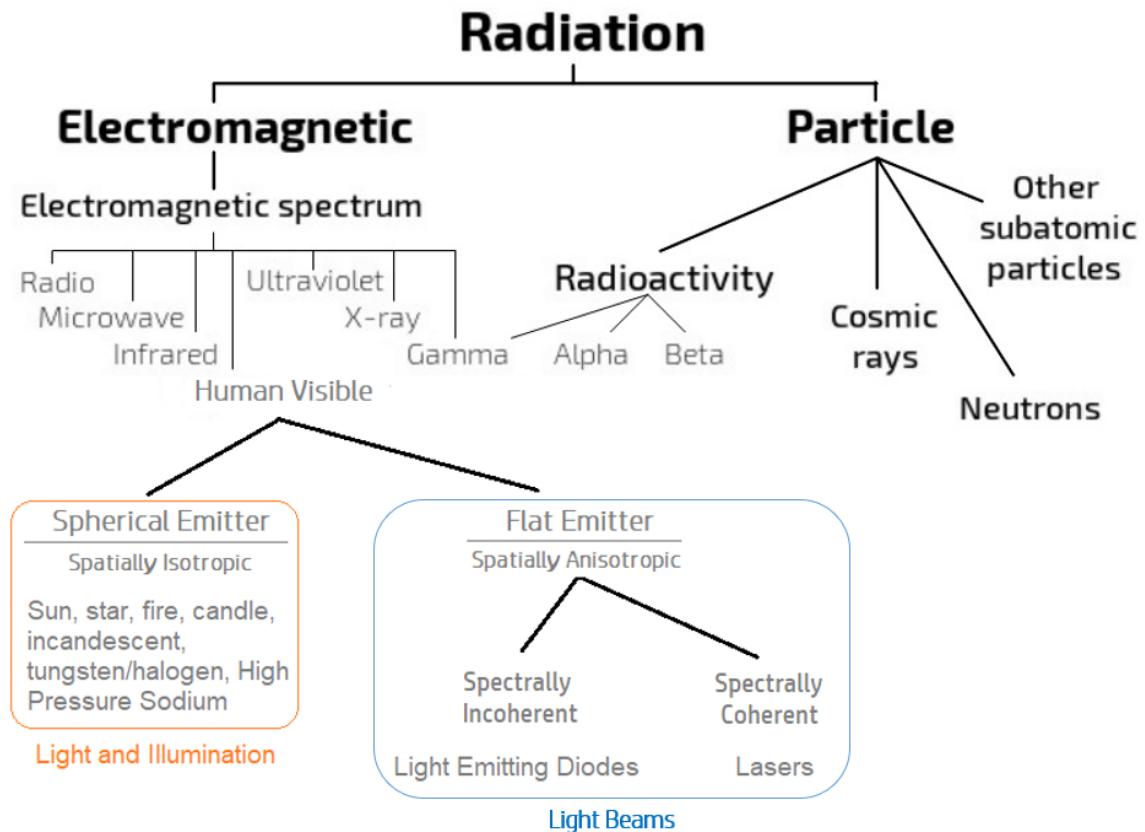 Radiation
Electromagnetic
Particle
Electromagnetic spectrum
Radio
Microwave
Infrared
Human Visible
Ultraviolet
X-ray
Gamma
Radioactivity
Alpha
Beta
Cosmic
rays
Neutrons
Other
subatomic
particles
Spherical Emitter
Spatially Isotropic
Sun, star, fire, candle,
incandescent,
tungsten/halogen, High
Pressure Sodium
Light and Illumination
Flat Emitter
Spatially Anisotropic
Spectrally
Incoherent
Light Emitting Diodes
Spectrally
Coherent
Lasers
Light Beams